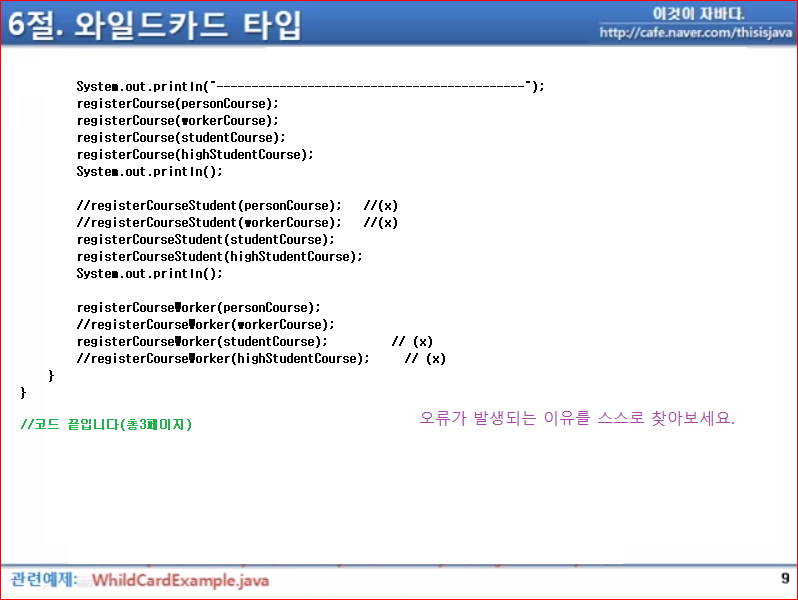 6절. 와일드카드 타입
이것이 자바다.
http://cafe.naver.com/thisisjava
System.out.println("--------------------------------------------");
registerCourse(personCourse);
registerCourse(workerCourse);
registerCourse(studentCourse);
registerCourse(highStudentCourse);
System.out.println();
//registerCourseStudent(personCourse);   //(x)
//registerCourseStudent(workerCourse);   //(x)
registerCourseStudent(studentCourse);
registerCourseStudent(highStudentCourse);
System.out.println();
registerCourseWorker(personCourse);
//registerCourseWorker(workerCourse);
registerCourseWorker(studentCourse);         // (x)
//registerCourseWorker(highStudentCourse);     // (x)
}
}
//코드 끝입니다(총3페이지)
오류가 발생되는 이유를 스스로 찾아보세요.
관련예제: WhildCardExample.java
9